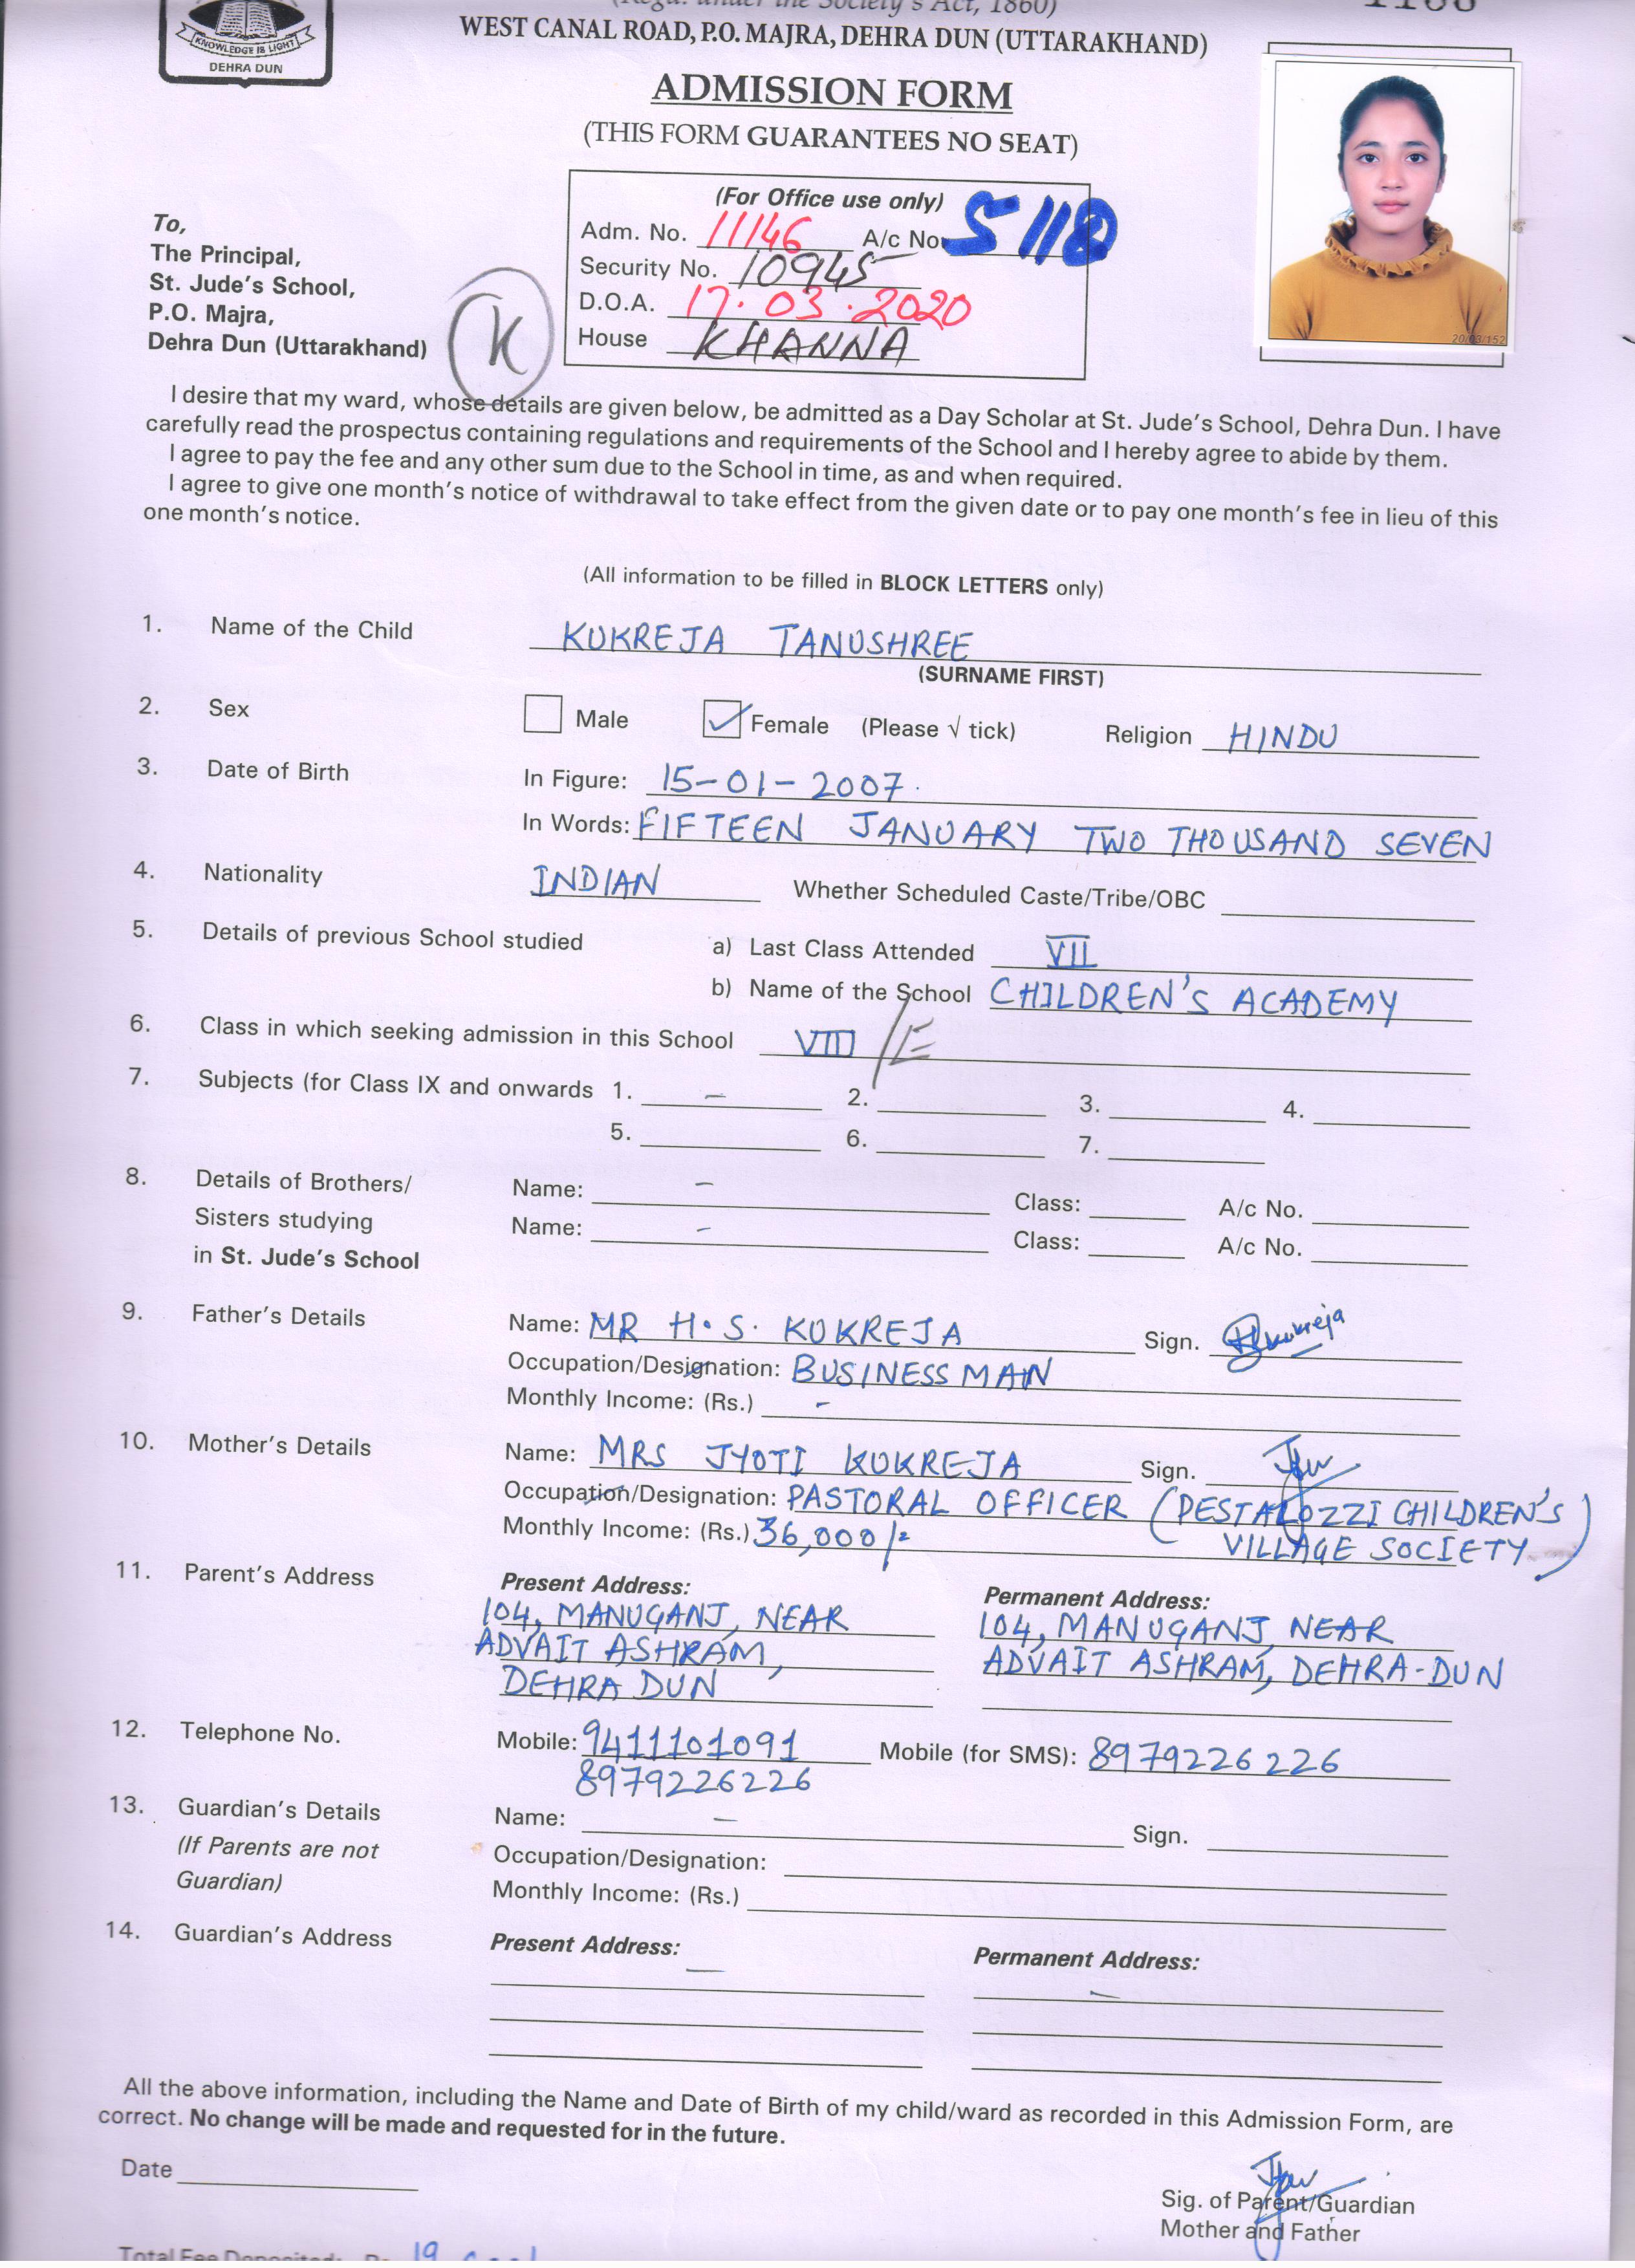 (Regd. under the Society's Act, 1860)
WEST CANAL ROAD, P.O. MAJRA, DEHRA DUN (UTTARAKHAND)
KNOWLEDGE IS LIGHT
DEHRA DUN
ADMISSION FORM
(THIS FORM GUARANTEES NO SEAT)
(For Office use only)
Adm. No. 11146 A/c No. 5118
Security No. 10945
D.O.A. 17.03.2020
House KHANNA
20/03/152
To,
The Principal,
St. Jude's School,
P.O. Majra,
Dehra Dun (Uttarakhand)
K
I desire that my ward, whose details are given below, be admitted as a Day Scholar at St. Jude's School, Dehra Dun. I have
carefully read the prospectus containing regulations and requirements of the School and I hereby agree to abide by them.
I agree to pay the fee and any other sum due to the School in time, as and when required.
I agree to give one month's notice of withdrawal to take effect from the given date or to pay one month's fee in lieu of this
one month's notice.
(All information to be filled in BLOCK LETTERS only)
1. Name of the Child KUKREJA TANUSHREE
(SURNAME FIRST)
2. Sex Male Female (Please √ tick) Religion HINDU
3. Date of Birth In Figure: 15-01-2007.
In Words: FIFTEEN JANUARY TWO THOUSAND SEVEN
4. Nationality INDIAN Whether Scheduled Caste/Tribe/OBC
5. Details of previous School studied a) Last Class Attended VII
b) Name of the School CHILDREN'S ACADEMY
6. Class in which seeking admission in this School VIII /E
7. Subjects (for Class IX and onwards 1. - 2. 3. 4.
5. 6. 7.
8. Details of Brothers/ Name: - Class: A/c No.
Sisters studying Name: - Class: A/c No.
in St. Jude's School
9. Father's Details Name: MR H.S. KUKREJA Sign. Hskukreja
Occupation/Designation: BUSINESS MAN
Monthly Income: (Rs.) -
10. Mother's Details Name: MRS JYOTI KUKREJA Sign.
Occupation/Designation: PASTORAL OFFICER (PESTALOZZI CHILDREN'S
Monthly Income: (Rs.) 36,000/- VILLAGE SOCIETY)
11. Parent's Address Present Address: Permanent Address:
104, MANUGANJ, NEAR 104, MANUGANJ NEAR
ADVAIT ASHRAM, ADVAIT ASHRAM, DEHRA-DUN
DEHRA DUN
12. Telephone No. Mobile: 9411101091 Mobile (for SMS): 8979226226
8979226226
13. Guardian's Details Name: - Sign.
(If Parents are not Occupation/Designation:
Guardian) Monthly Income: (Rs.)
14. Guardian's Address Present Address: - Permanent Address:
-
All the above information, including the Name and Date of Birth of my child/ward as recorded in this Admission Form, are
correct. No change will be made and requested for in the future.
Date
Sig. of Parent/Guardian
Mother and Father
Total Fee Deposited: Rs. 19